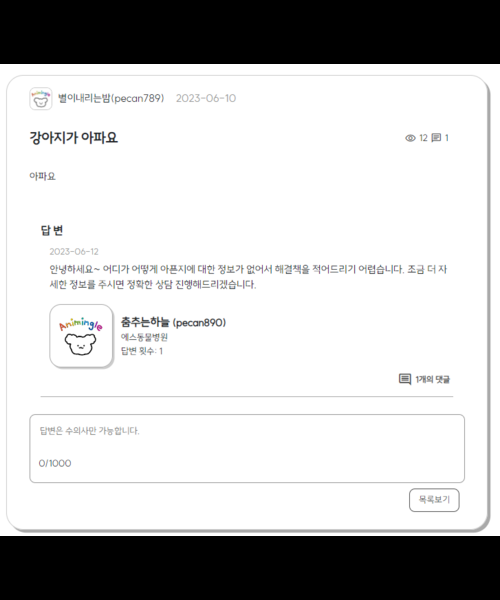 별이내리는밤(pecan789) 2023-06-10
강아지가 아파요
12 1
아파요
답 변
2023-06-12
안녕하세요~ 어디가 어떻게 아픈지에 대한 정보가 없어서 해결책을 적어드리기 어렵습니다. 조금 더 자
세한 정보를 주시면 정확한 상담 진행해드리겠습니다.
Animingle
춤추는하늘 (pecan890)
에스동물병원
답변 횟수: 1
1개의 댓글
답변은 수의사만 가능합니다.
0/1000
목록보기